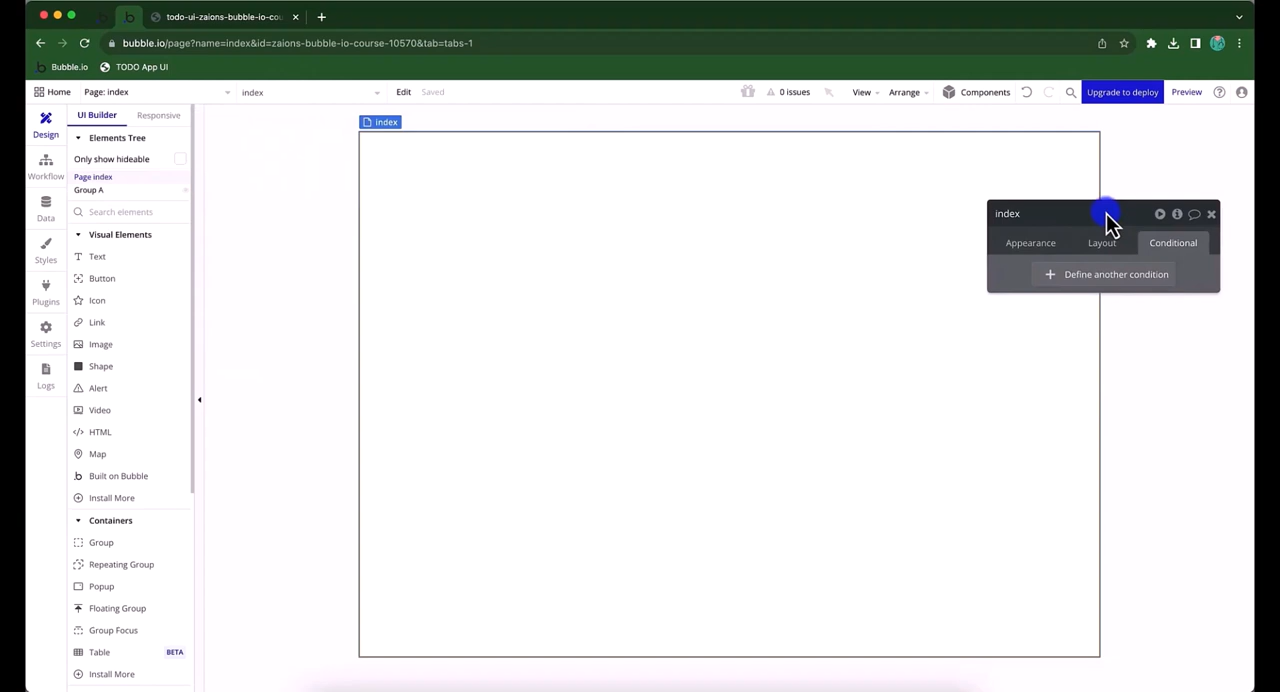 todo-ui-zaions-bubble-io-cou
bubble.io/page?name=index&id=zaions-bubble-io-course-10570&tab=tabs-1
Bubble.io
TODO App UI
Home
Page: index
index
Edit
Saved
0 issues
View
Arrange
Components
Upgrade to deploy
Preview
Design
Workflow
Data
Styles
Plugins
Settings
Logs
UI Builder
Responsive
Elements Tree
Only show hideable
Page index
Group A
Search elements
Visual Elements
Text
Button
Icon
Link
Image
Shape
Alert
Video
HTML
Map
Built on Bubble
Install More
Containers
Group
Repeating Group
Popup
Floating Group
Group Focus
Table BETA
Install More
index
index
Appearance
Layout
Conditional
Define another condition